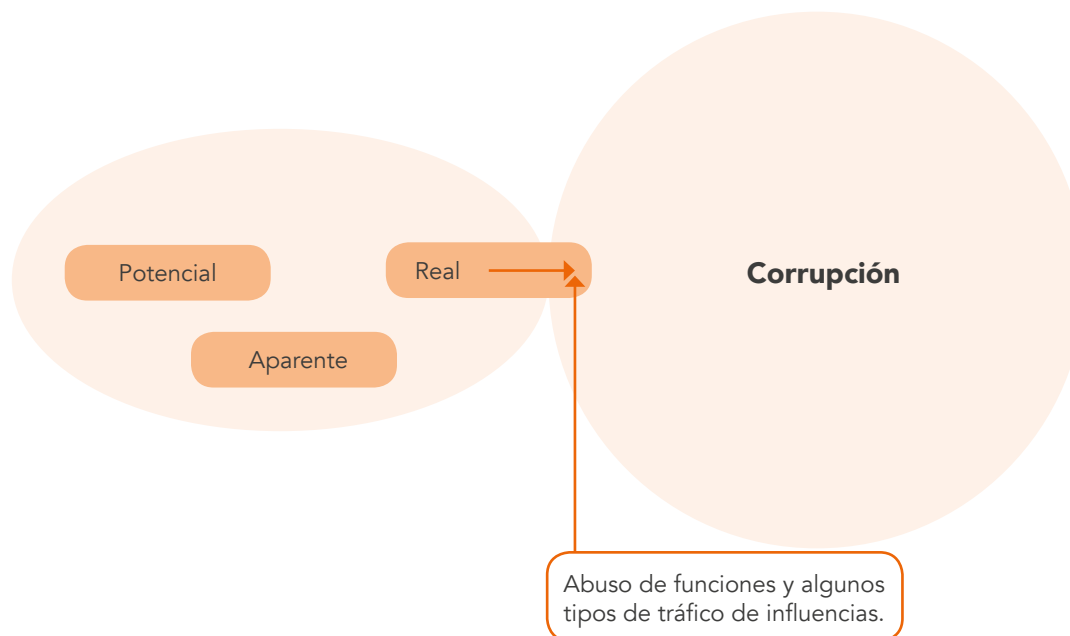 Potencial
Real
Corrupción
Aparente
Abuso de funciones y algunos
tipos de tráfico de influencias.